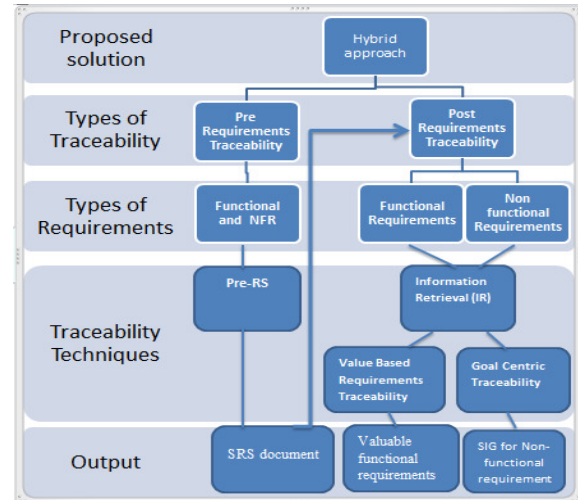 Proposed
solution
Hybrid
approach
Types of
Traceability
Pre
Requirements
Traceability
Post
Requirements
Traceability
Types of
Requirements
Functional
and NFR
Functional
Requirements
Non
functional
Requirements
Traceability
Techniques
Pre-RS
Information
Retrieval (IR)
Value Based
Requirements
Traceability
Goal Centric
Traceability
Output
SRS document
Valuable
functional
requirements
SIG for Non-
functional
requirement